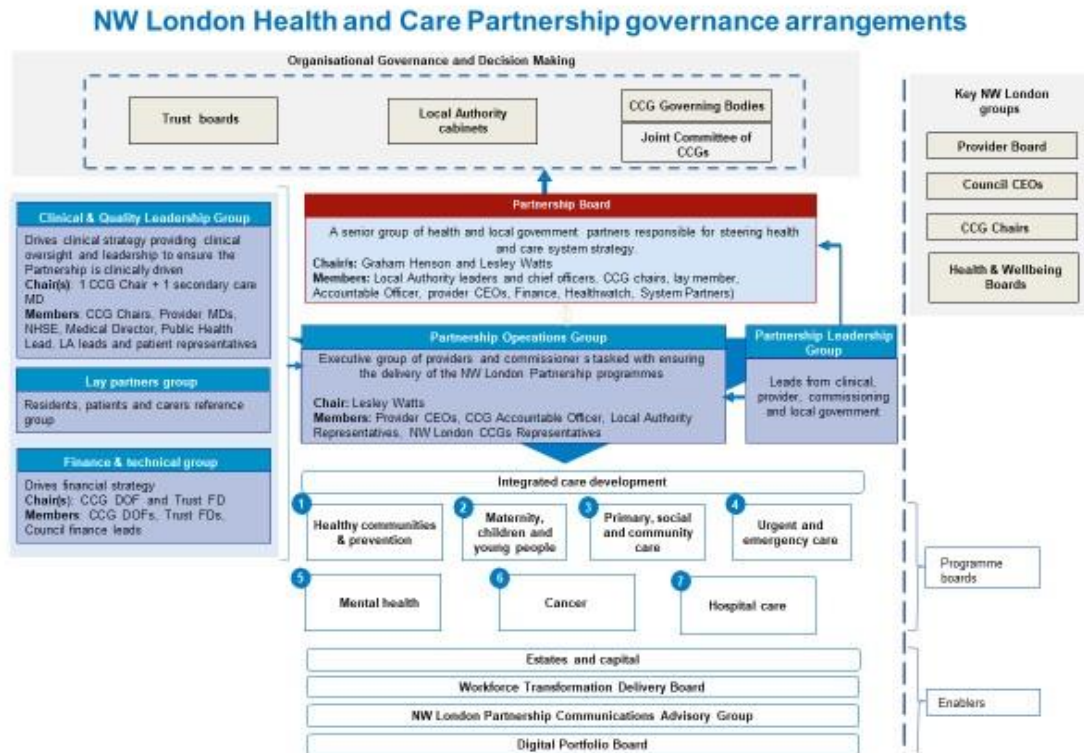 NW London Health and Care Partnership governance arrangements
Organisational Governance and Decision Making
Trust boards
Local Authority
cabinets
CCG Governing Bodies
Joint Committee of
CCGs
Key NW London
groups
Provider Board
Council CEOs
CCG Chairs
Health & Wellbeing
Boards
Clinical & Quality Leadership Group
Drives clinical strategy providing clinical
oversight and leadership to ensure the
Partnership is clinically driven
Chair(s): 1 CCG Chair + 1 secondary care
MD
Members: CCG Chairs, Provider MDs,
NHSE, Medical Director, Public Health
Lead. LA leads and patient representatives
Lay partners group
Residents, patients and carers reference
group
Finance & technical group
Drives financial strategy
Chair(s): CCG DOF and Trust FD
Members: CCG DOFs, Trust FDs,
Council finance leads
Partnership Board
A senior group of health and local government partners responsible for steering health
and care system strategy.
Chair/s: Graham Henson and Lesley Watts
Members: Local Authority leaders and chief officers, CCG chairs, lay member,
Accountable Officer, provider CEOs, Finance, Healthwatch, System Partners)
Partnership Operations Group
Executive group of providers and commissioner s tasked with ensuring
the delivery of the NW London Partnership programmes
Chair: Lesley Watts
Members: Provider CEOs, CCG Accountable Officer, Local Authority
Representatives, NW London CCGs Representatives
Partnership Leadership
Group
Leads from clinical,
provider, commissioning
and local government
Integrated care development
1
Healthy communities
& prevention
2
Maternity,
children and
young people
3
Primary, social
and community
care
4
Urgent and
emergency care
5
Mental health
6
Cancer
7
Hospital care
Programme
boards
Estates and capital
Workforce Transformation Delivery Board
NW London Partnership Communications Advisory Group
Digital Portfolio Board
Enablers